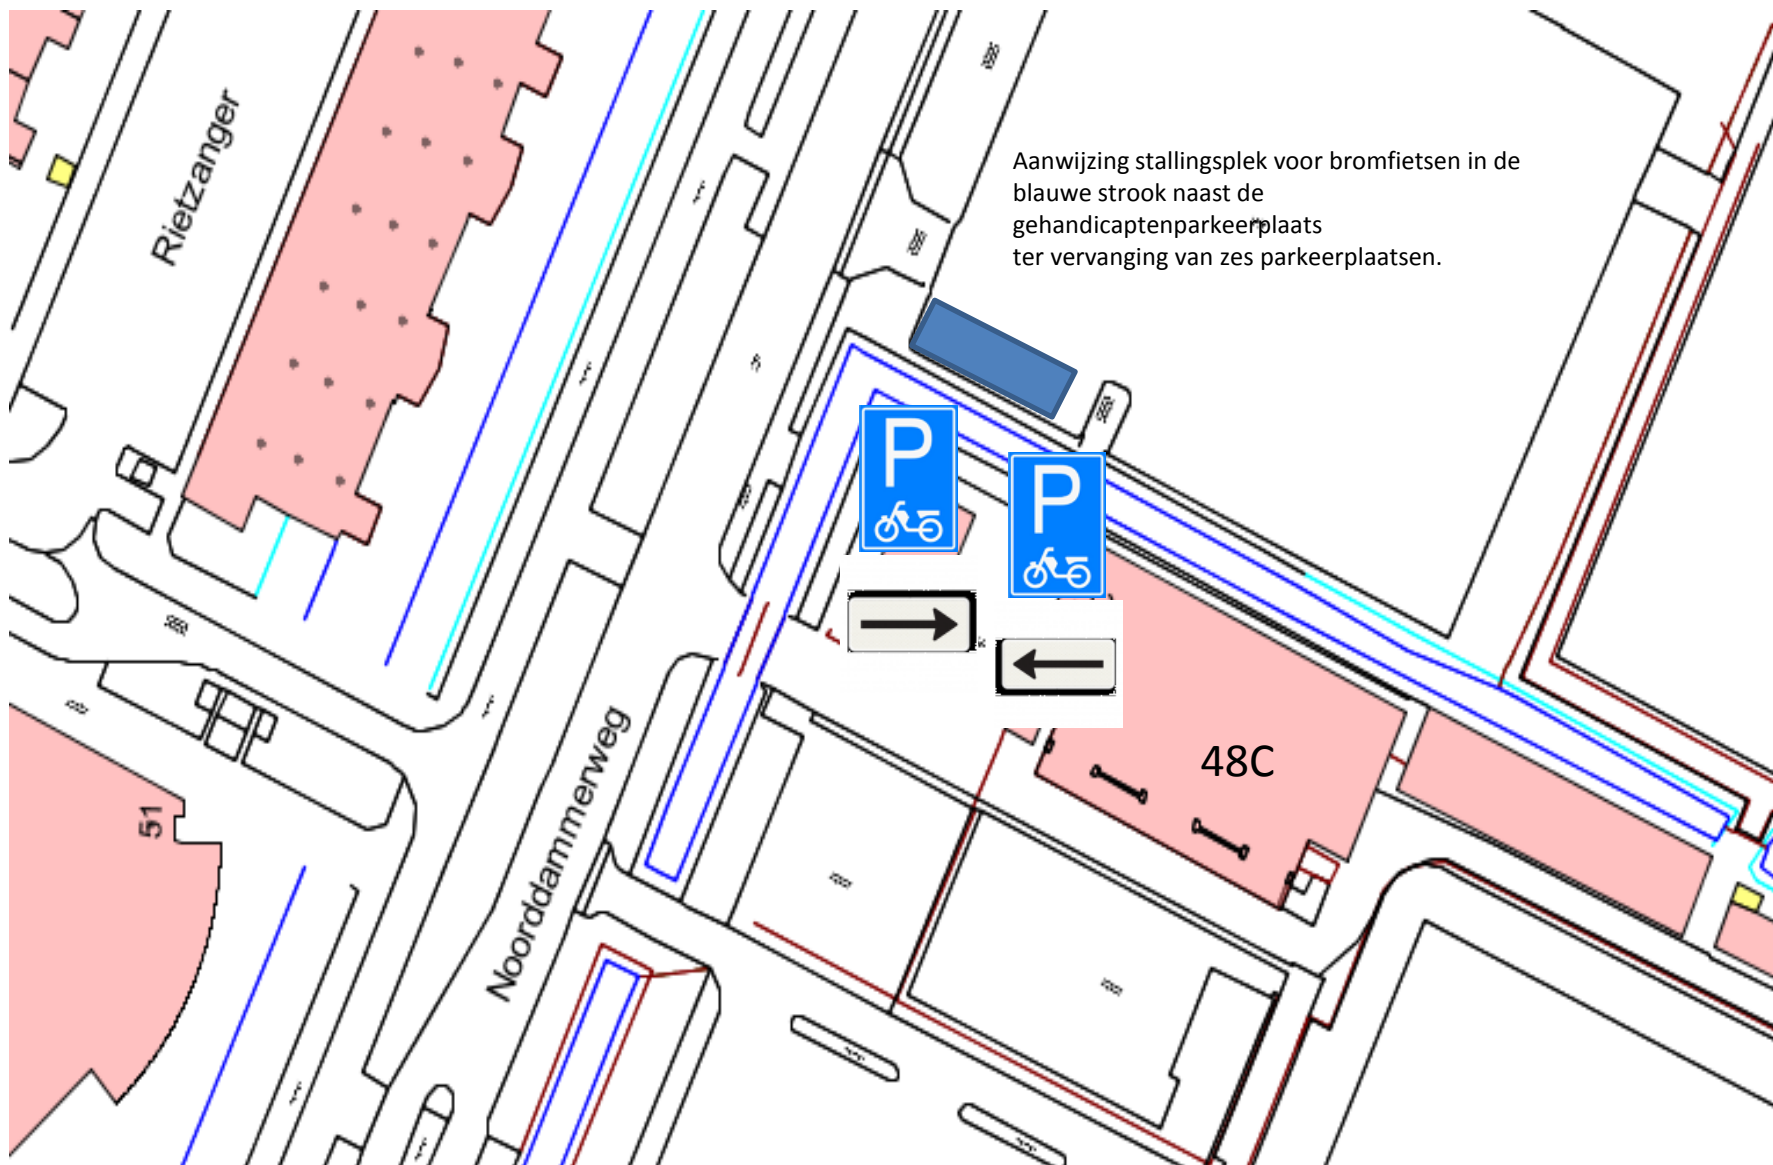 Rietzanger
Aanwijzing stallingsplek voor bromfietsen in de
blauwe strook naast de
gehandicaptenparkeerplaats
ter vervanging van zes parkeerplaatsen.
P
P
48C
Noorddammerweg
51